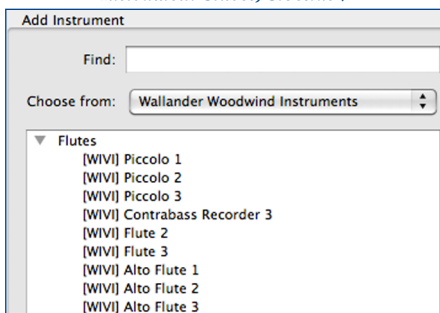 Add Instrument
Find:
Choose from: Wallander Woodwind Instruments
Flutes
[WIVI] Piccolo 1
[WIVI] Piccolo 2
[WIVI] Piccolo 3
[WIVI] Contrabass Recorder 3
[WIVI] Flute 2
[WIVI] Flute 3
[WIVI] Alto Flute 1
[WIVI] Alto Flute 2
[WIVI] Alto Flute 3